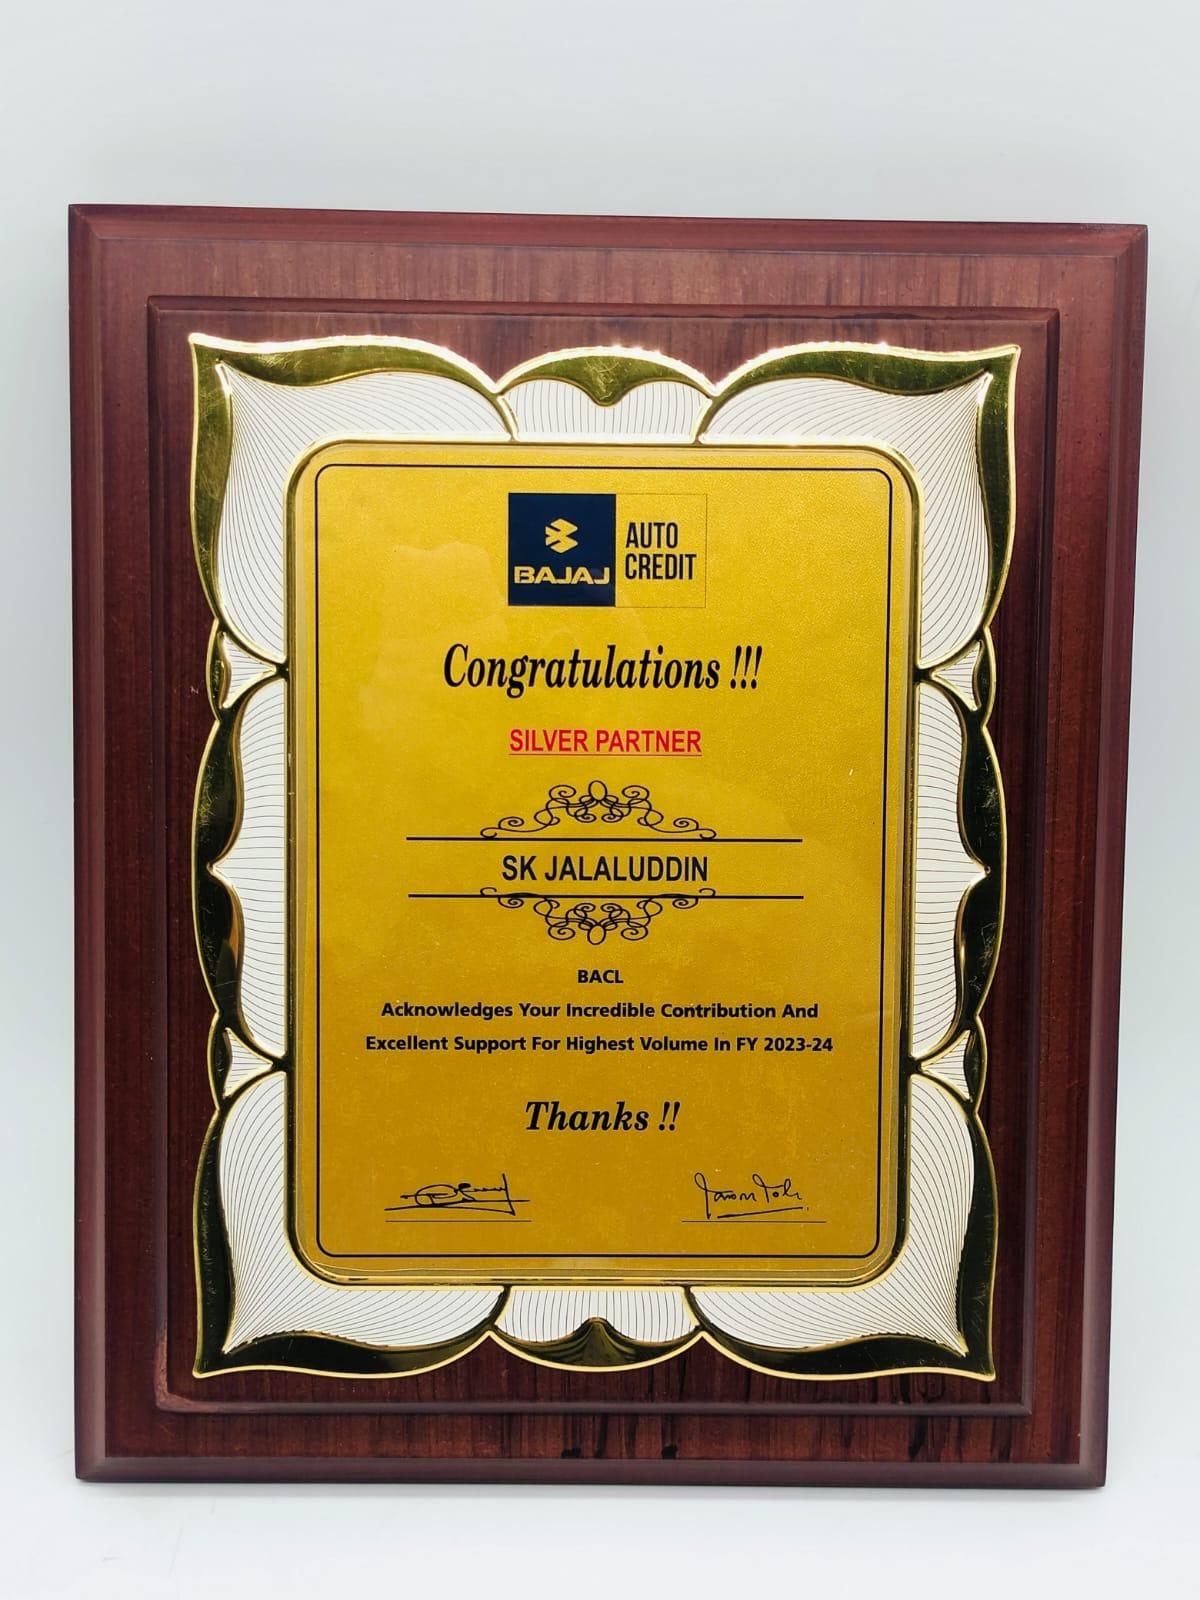 BAJAJ
AUTO
CREDIT
Congratulations !!!
SILVER PARTNER
SK JALALUDDIN
BACL
Acknowledges Your Incredible Contribution And
Excellent Support For Highest Volume In FY 2023-24
Thanks !!